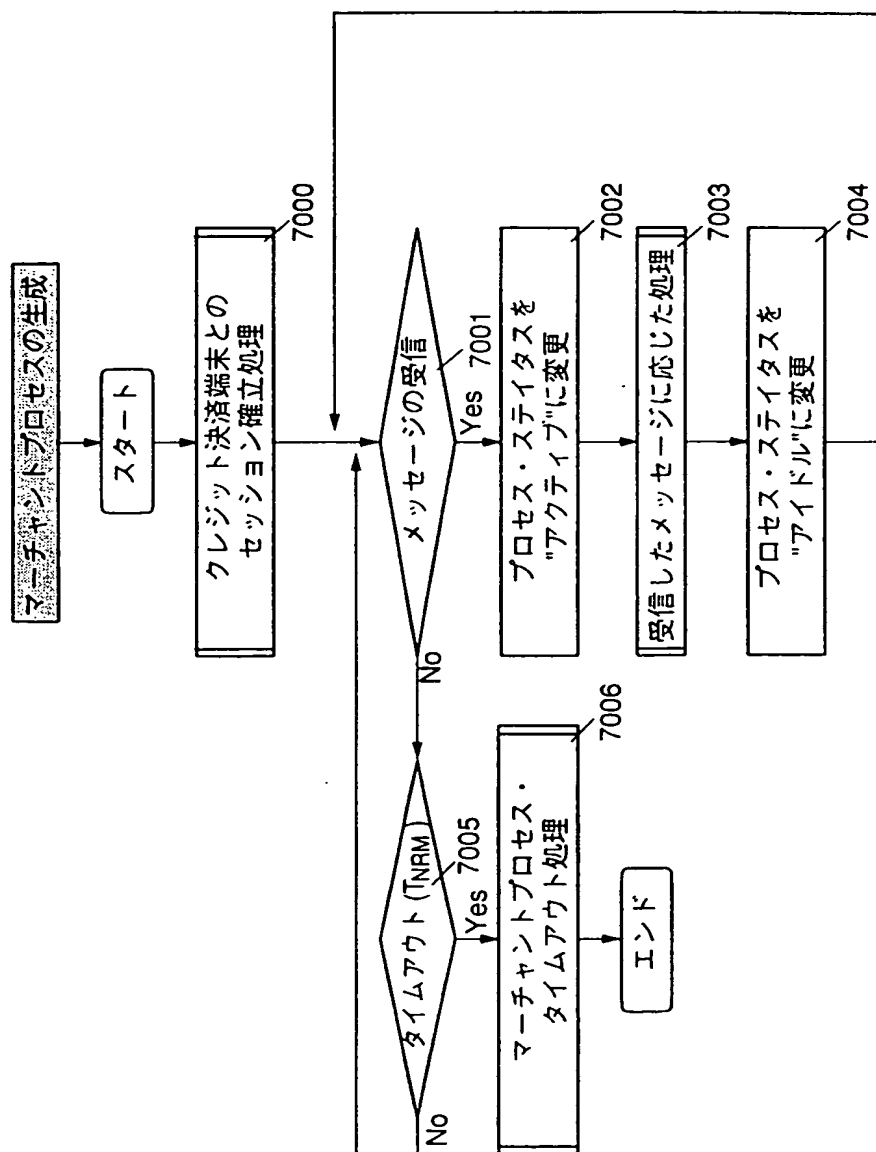 マーチャントプロセスの生成
スタート
クレジット決済端末との
セッション確立処理
7000
メッセージの受信
7001
Yes
No
プロセス・ステイタスを
"アクティブ"に変更
7002
受信したメッセージに応じた処理
7003
プロセス・ステイタスを
"アイドル"に変更
7004
タイムアウト(TNRM)
7005
Yes
No
マーチャントプロセス・
タイムアウト処理
7006
エンド